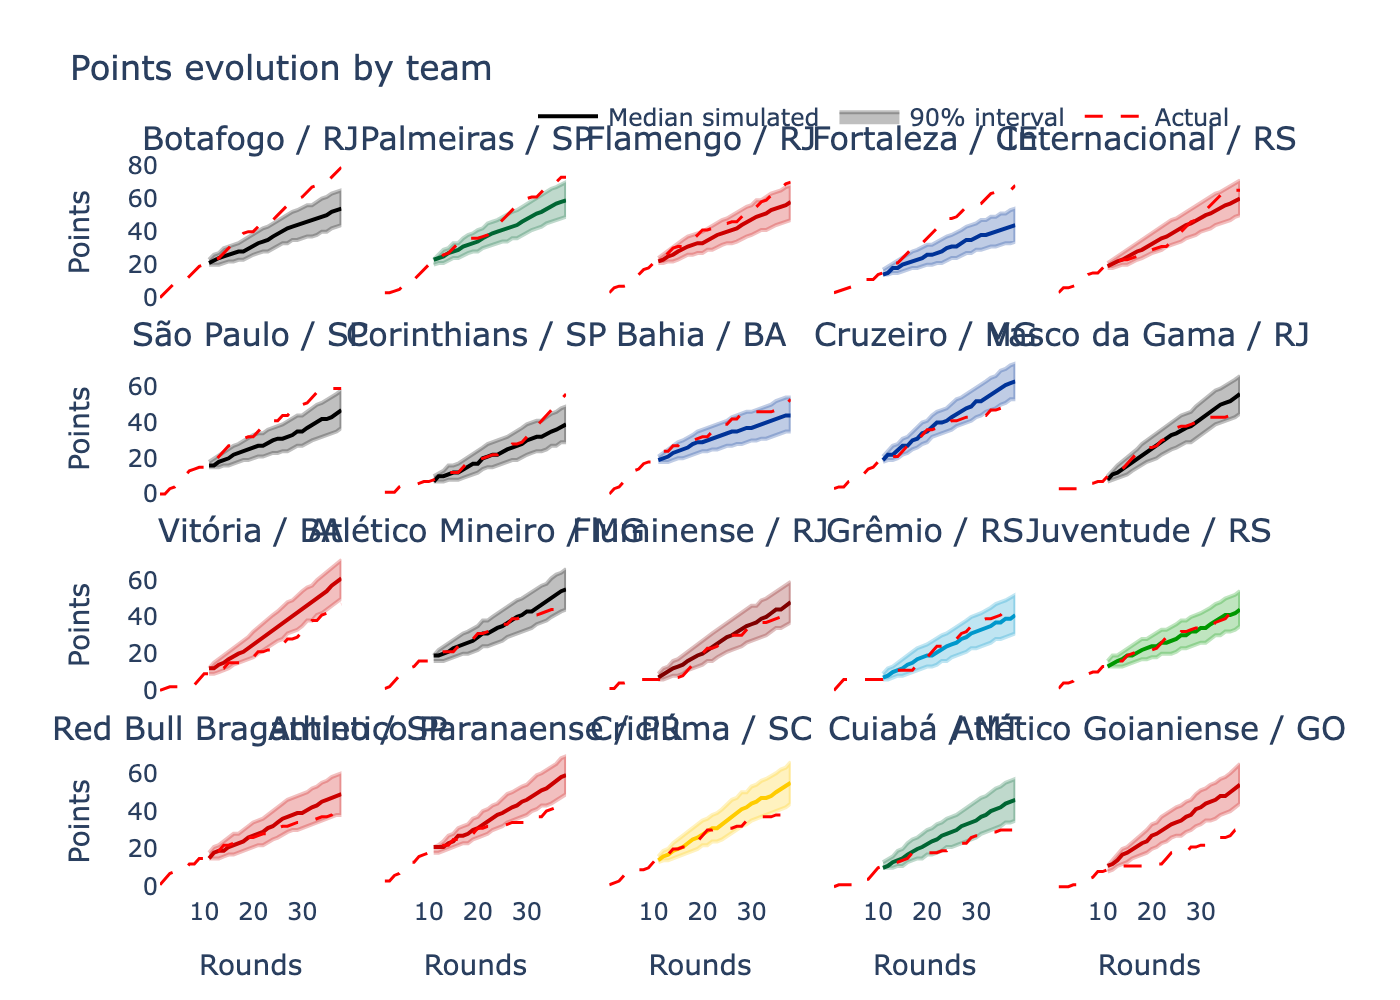 Points evolution by team
Median simulated
90% interval
Actual
Botafogo / RJ
Palmeiras / SP
Flamengo / RJ
Fortaleza / CE
Internacional / RS
80
60
40
20
0
Points
São Paulo / SP
Corinthians / SP
Bahia / BA
Cruzeiro / MG
Vasco da Gama / RJ
60
40
20
0
Points
Vitória / BA
Atlético Mineiro / MG
Fluminense / RJ
Grêmio / RS
Juventude / RS
60
40
20
0
Points
Red Bull Bragantino / SP
Athletico Paranaense / PR
Criciúma / SC
Cuiabá / MT
Atlético Goianiense / GO
60
40
20
0
Points
10 20 30
10 20 30
10 20 30
10 20 30
10 20 30
Rounds
Rounds
Rounds
Rounds
Rounds